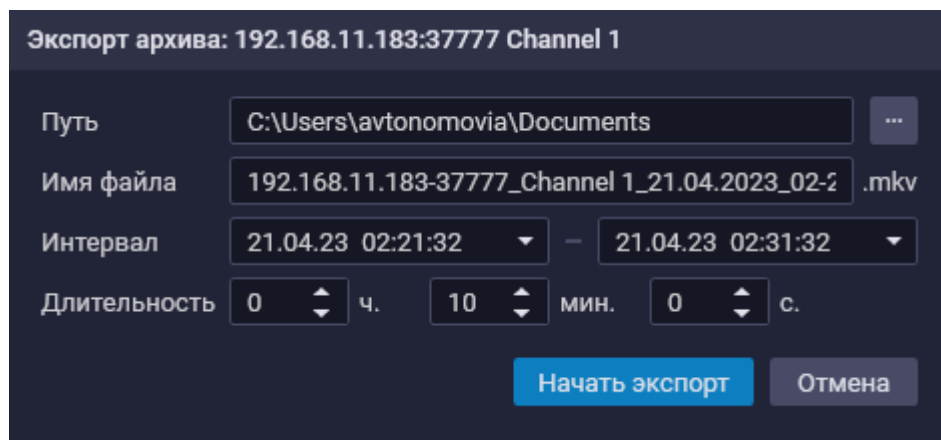 Экспорт архива: 192.168.11.183:37777 Channel 1
Путь C:\Users\avtonomovia\Documents ...
Имя файла 192.168.11.183-37777_Channel 1_21.04.2023_02-2 .mkv
Интервал 21.04.23 02:21:32 – 21.04.23 02:31:32
Длительность 0 ч. 10 мин. 0 с.
Начать экспорт Отмена